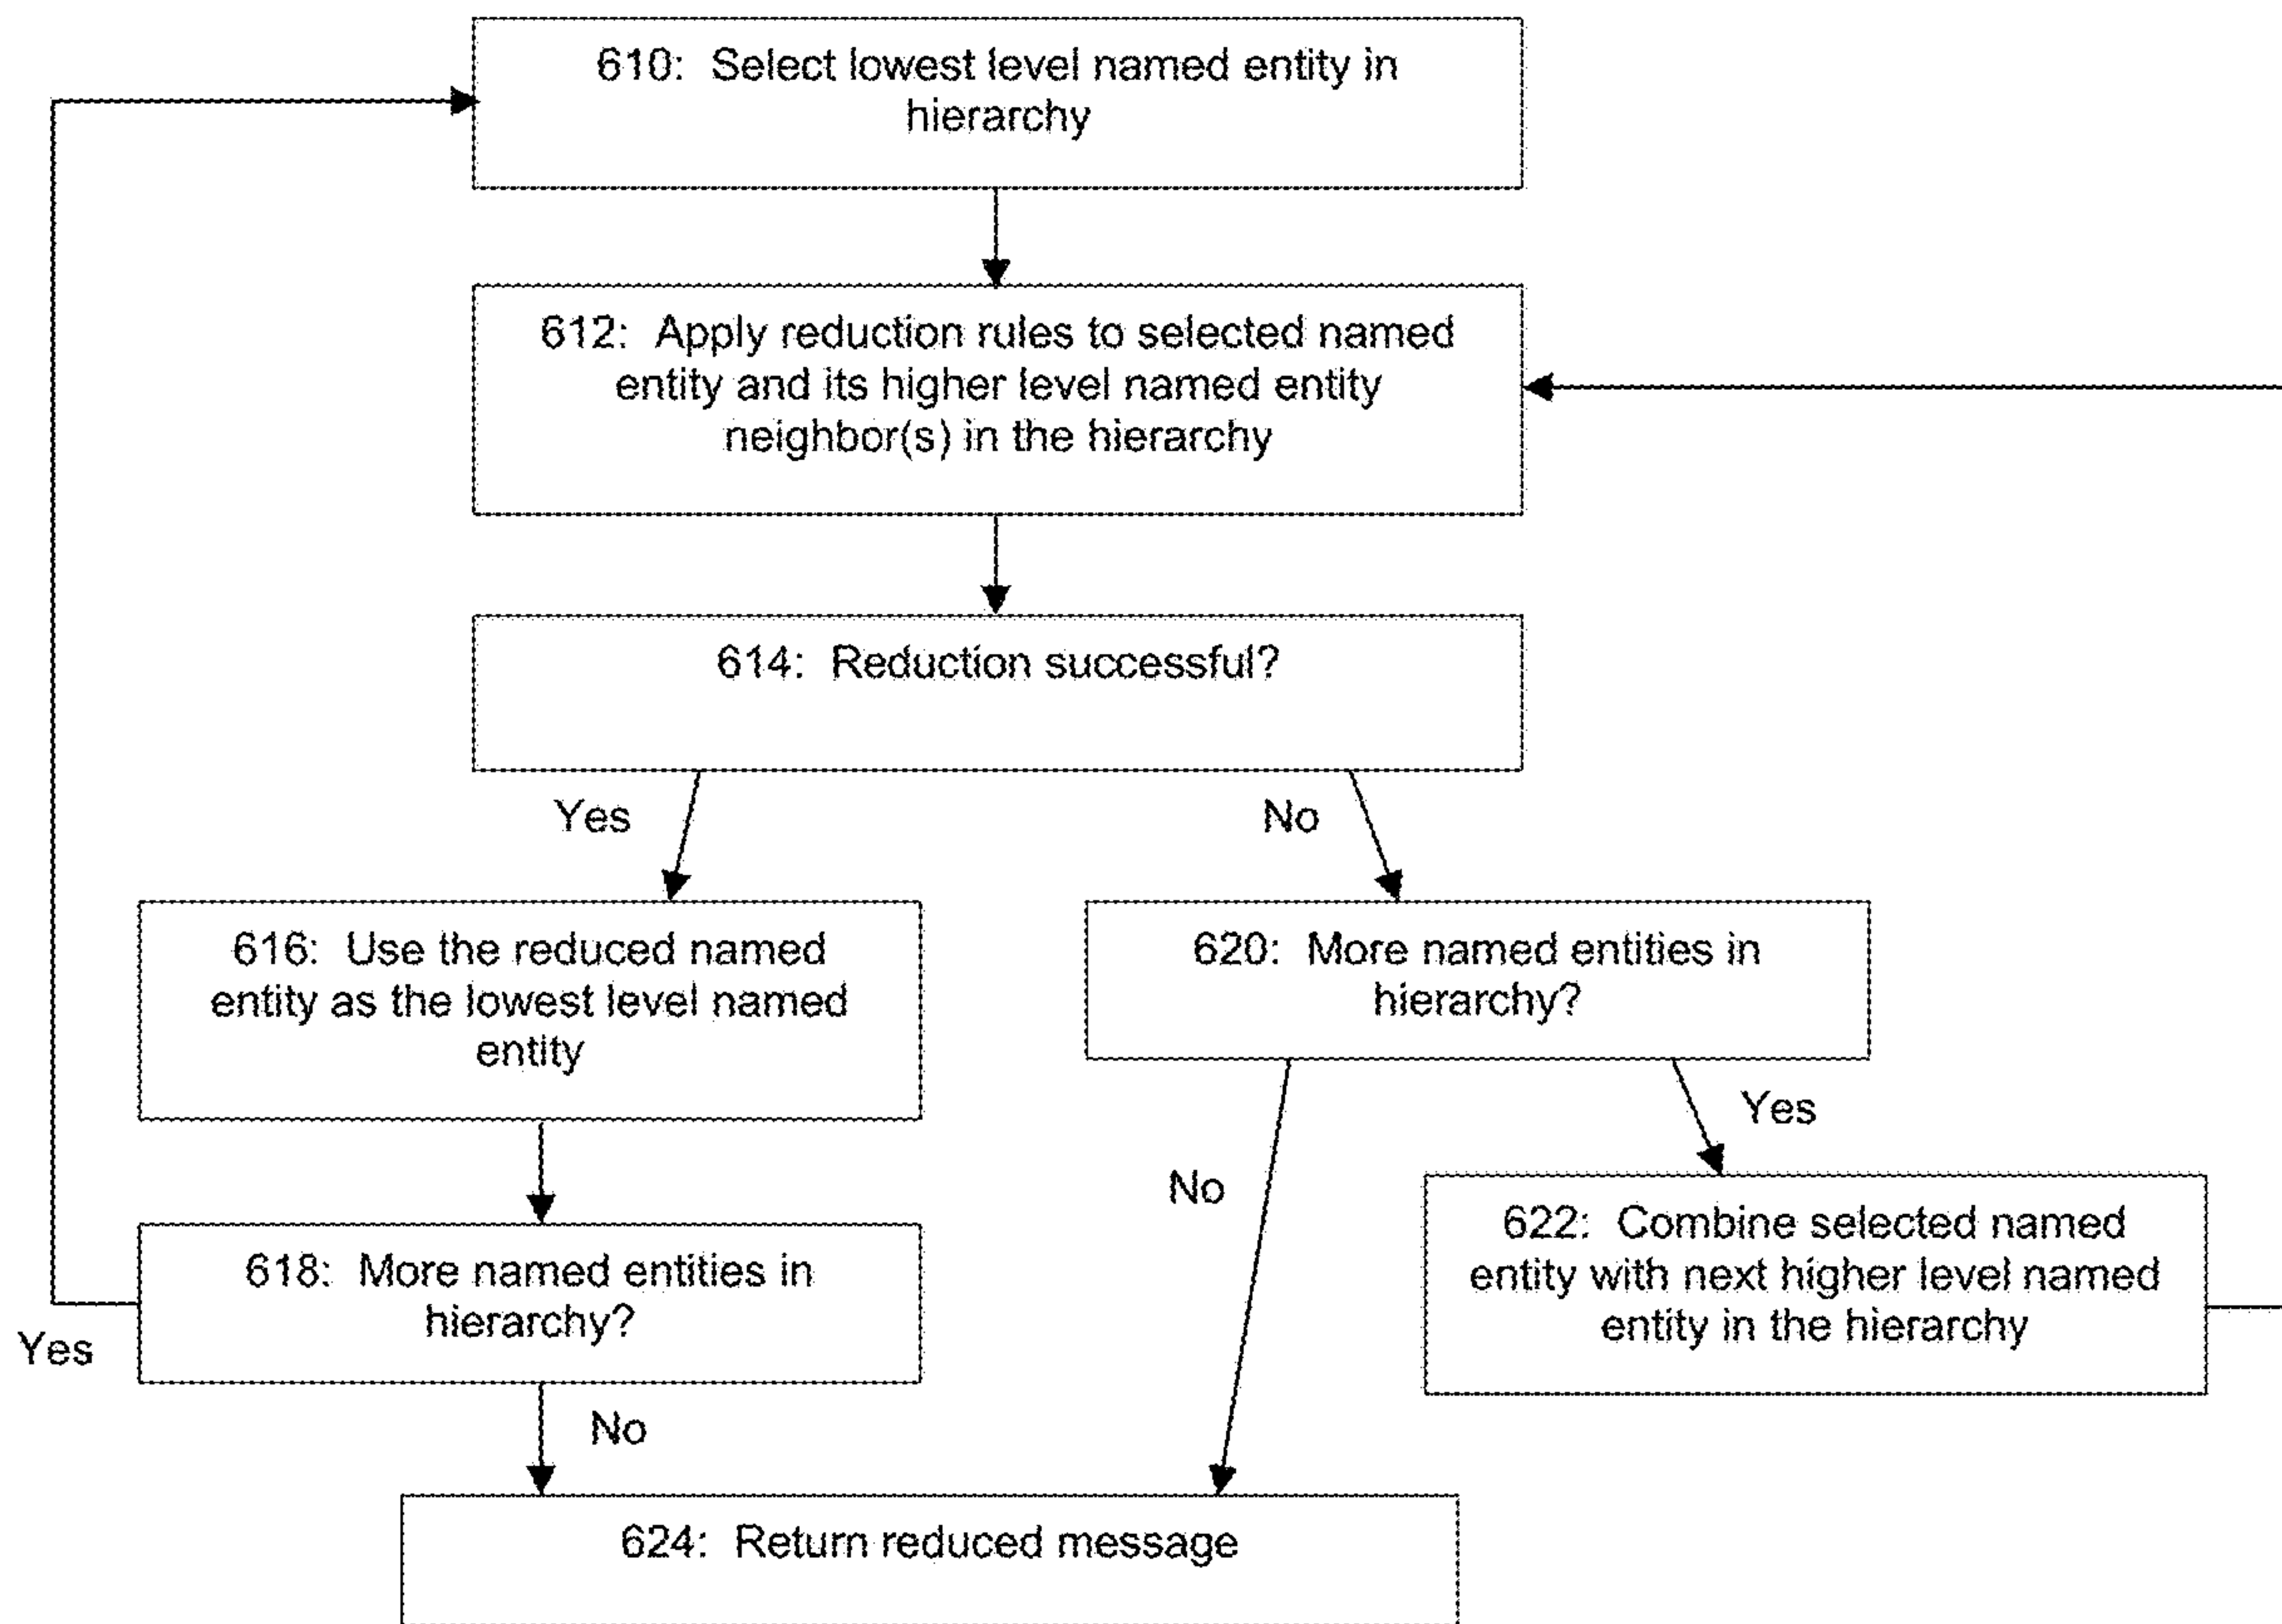 610: Select lowest level named entity in
hierarchy
612: Apply reduction rules to selected named
entity and its higher level named entity
neighbor(s) in the hierarchy
614: Reduction successful?
Yes
No
616: Use the reduced named
entity as the lowest level named
entity
620: More named entities in
hierarchy?
Yes
No
622: Combine selected named
entity with next higher level named
entity in the hierarchy
618: More named entities in
hierarchy?
Yes
No
624: Return reduced message